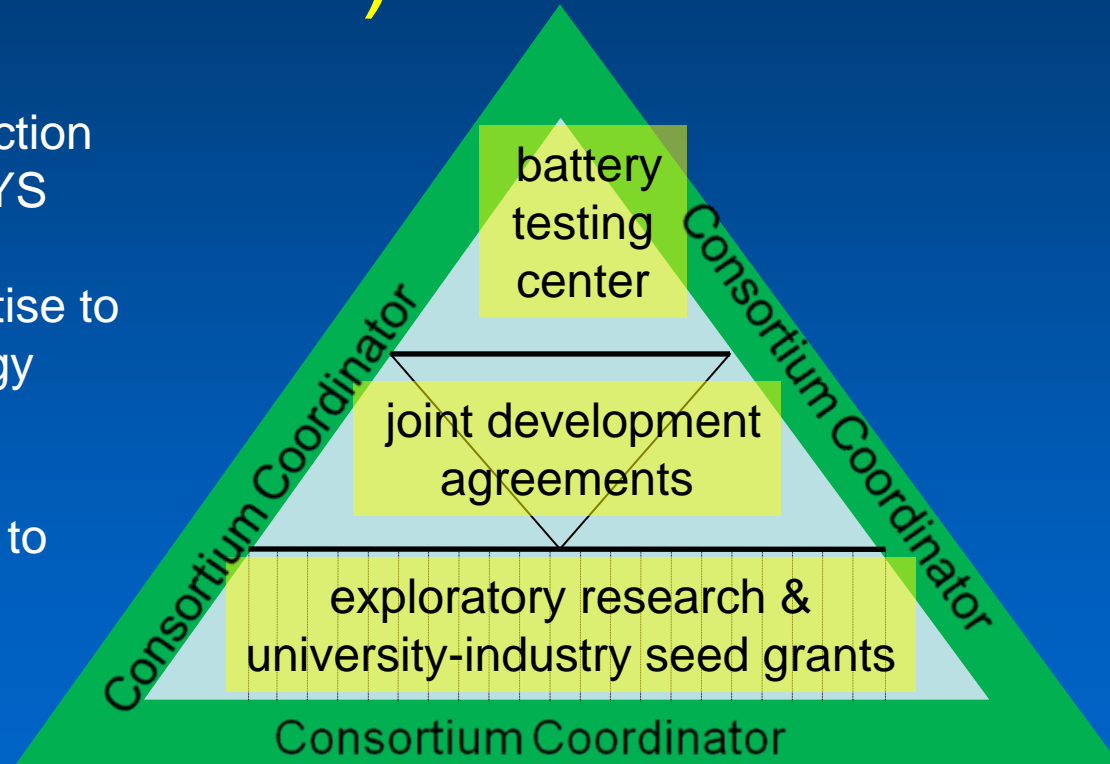 )
ction
YS
tise to
gy
to
battery
testing
center
joint development
agreements
exploratory research &
university-industry seed grants
Consortium Coordinator
Consortium Coordinator
Consortium Coordinator